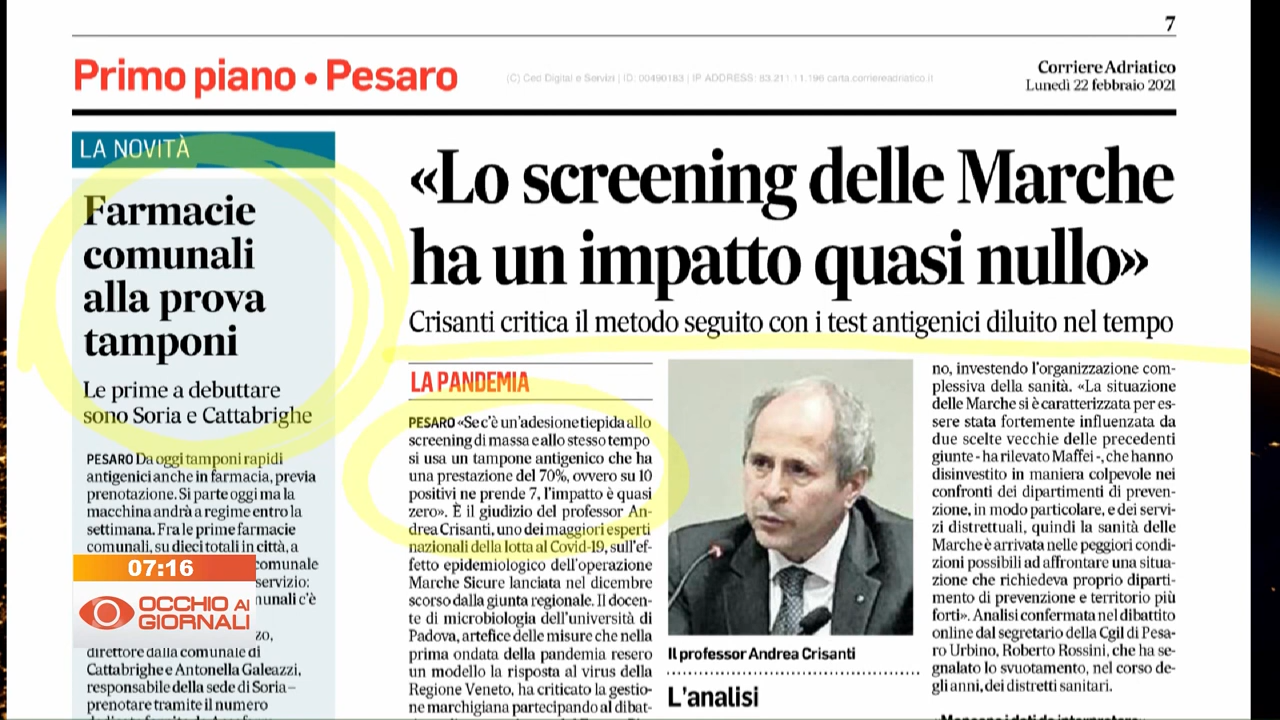 7
Primo piano • Pesaro
(C) Ced Digital e Servizi | ID: 00490183 | IP ADDRESS: 83.211.11.196 carta.corriereadriatico.it
Corriere Adriatico
Lunedì 22 febbraio 2021
LA NOVITÀ
Farmacie
comunali
alla prova
tamponi
Le prime a debuttare
sono Soria e Cattabrighe
PESARO Da oggi tamponi rapidi
antigenici anche in farmacia, previa
prenotazione. Si parte oggi ma la
macchina andrà a regime entro la
settimana. Fra le prime farmacie
comunali, su dieci totali in città, a
comunale
servizio:
nunali c'è
zo,
direttore dalla comunale di
Cattabrighe e Antonella Galeazzi,
responsabile della sede di Soria –
prenotare tramite il numero
07:16
OCCHIO AI
GIORNALI
«Lo screening delle Marche
ha un impatto quasi nullo»
Crisanti critica il metodo seguito con i test antigenici diluito nel tempo
LA PANDEMIA
PESARO «Se c'è un'adesione tiepida allo
screening di massa e allo stesso tempo
si usa un tampone antigenico che ha
una prestazione del 70%, ovvero su 10
positivi ne prende 7, l'impatto è quasi
zero». È il giudizio del professor An-
drea Crisanti, uno dei maggiori esperti
nazionali della lotta al Covid-19, sull'ef-
fetto epidemiologico dell'operazione
Marche Sicure lanciata nel dicembre
scorso dalla giunta regionale. Il docen-
te di microbiologia dell'università di
Padova, artefice delle misure che nella
prima ondata della pandemia resero
un modello la risposta al virus della
Regione Veneto, ha criticato la gestio-
ne marchigiana partecipando al dibat-
Il professor Andrea Crisanti
L'analisi
no, investendo l'organizzazione com-
plessiva della sanità. «La situazione
delle Marche si è caratterizzata per es-
sere stata fortemente influenzata da
due scelte vecchie delle precedenti
giunte - ha rilevato Maffei -, che hanno
disinvestito in maniera colpevole nei
confronti dei dipartimenti di preven-
zione, in modo particolare, e dei servi-
zi distrettuali, quindi la sanità delle
Marche è arrivata nelle peggiori condi-
zioni possibili ad affrontare una situa-
zione che richiedeva proprio diparti-
mento di prevenzione e territorio più
forti». Analisi confermata nel dibattito
online dal segretario della Cgil di Pesa-
ro Urbino, Roberto Rossini, che ha se-
gnalato lo svuotamento, nel corso de-
gli anni, dei distretti sanitari.